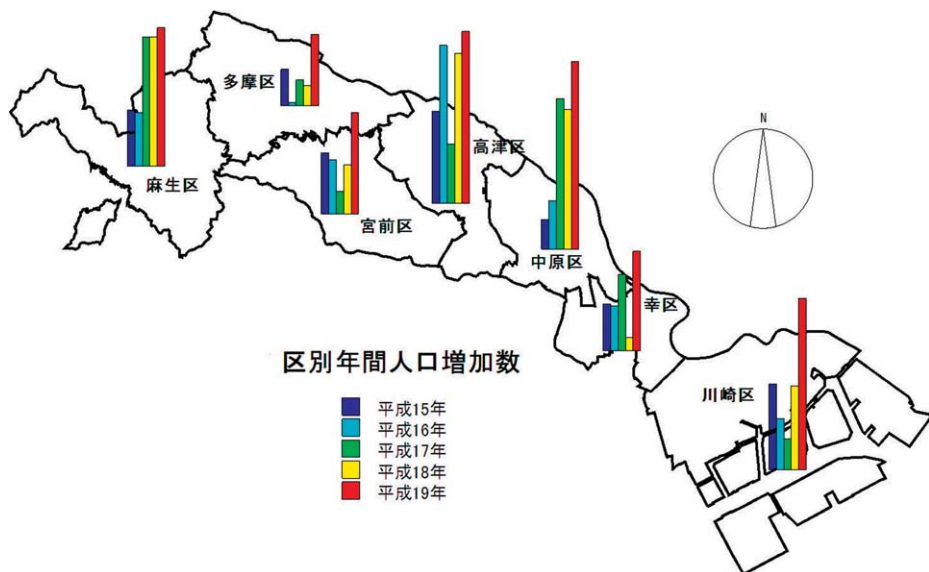 N
多摩区
麻生区
高津区
宮前区
中原区
幸区
川崎区
区別年間人口増加数
平成15年
平成16年
平成17年
平成18年
平成19年